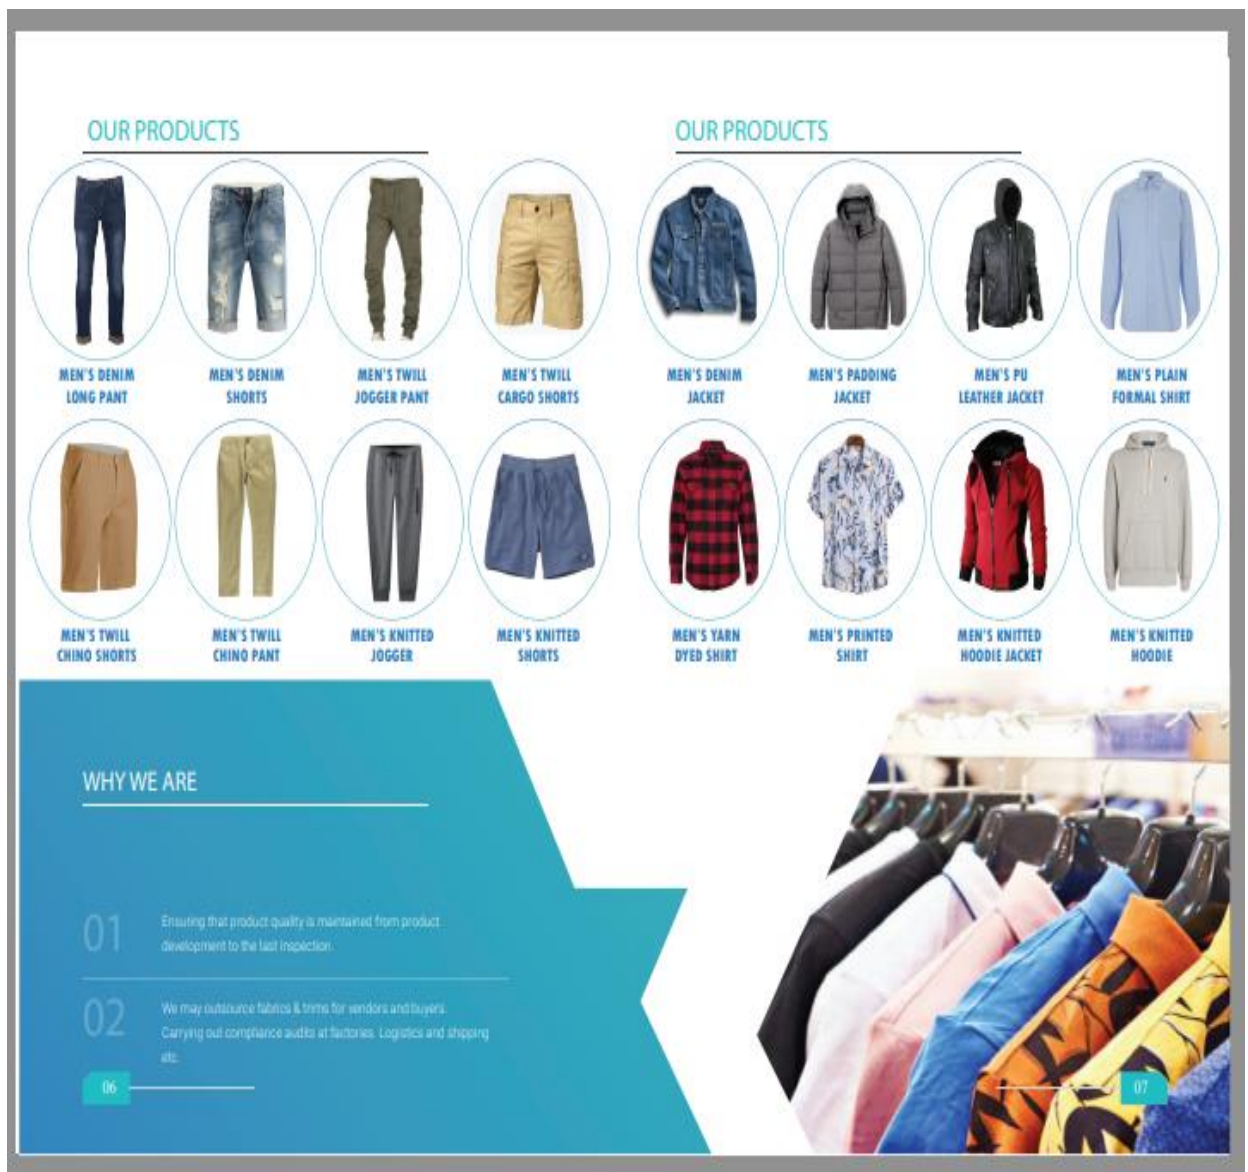 OUR PRODUCTS
MEN'S DENIM
LONG PANT
MEN'S DENIM
SHORTS
MEN'S TWILL
JOGGER PANT
MEN'S TWILL
CARGO SHORTS
MEN'S TWILL
CHINO SHORTS
MEN'S TWILL
CHINO PANT
MEN'S KNITTED
JOGGER
MEN'S KNITTED
SHORTS
OUR PRODUCTS
MEN'S DENIM
JACKET
MEN'S PADDING
JACKET
MEN'S PU
LEATHER JACKET
MEN'S PLAIN
FORMAL SHIRT
MEN'S YARN
DYED SHIRT
MEN'S PRINTED
SHIRT
MEN'S KNITTED
HOODIE JACKET
MEN'S KNITTED
HOODIE
WHY WE ARE
01
Ensuring that product quality is maintained from product
development to the last inspection.
02
We may outsource fabrics & trims for vendors and buyers.
Carrying out compliance audits at factories. Logistics and shipping
etc.
06
07